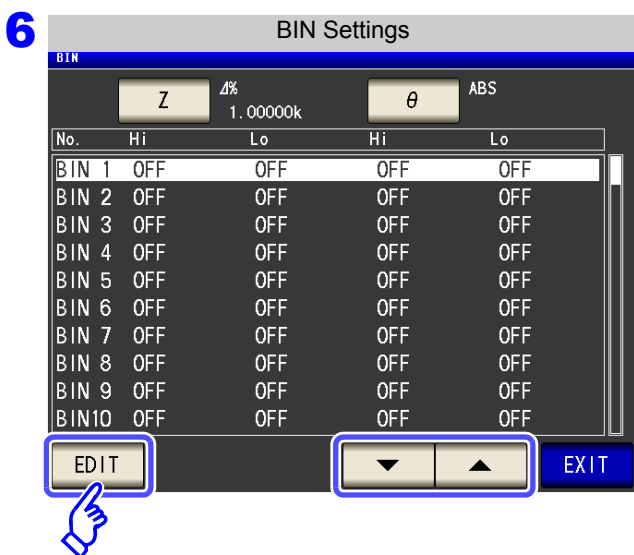 6
BIN Settings
BIN
Z Δ% θ ABS
1.00000k
No. Hi Lo Hi Lo
BIN 1 OFF OFF OFF OFF
BIN 2 OFF OFF OFF OFF
BIN 3 OFF OFF OFF OFF
BIN 4 OFF OFF OFF OFF
BIN 5 OFF OFF OFF OFF
BIN 6 OFF OFF OFF OFF
BIN 7 OFF OFF OFF OFF
BIN 8 OFF OFF OFF OFF
BIN 9 OFF OFF OFF OFF
BIN10 OFF OFF OFF OFF
EDIT ▼ ▲ EXIT